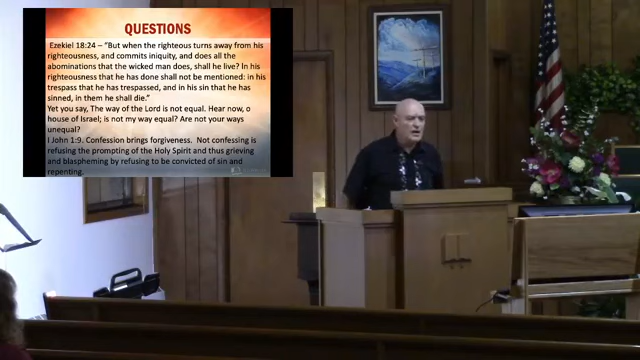 QUESTIONS
Ezekiel 18:24 – "But when the righteous turns away from his
righteousness, and commits iniquity, and does all the
abominations that the wicked man does, shall he live? In his
righteousness that he has done shall not be mentioned: in his
trespass that he has trespassed, and in his sin that he has
sinned, in them he shall die."
Yet you say, The way of the Lord is not equal. Hear now, o
house of Israel; is not my way equal? Are not your ways
unequal?
I John 1:9. Confession brings forgiveness. Not confessing is
refusing the prompting of the Holy Spirit and thus grieving
and blaspheming by refusing to be convicted of sin and
repenting.